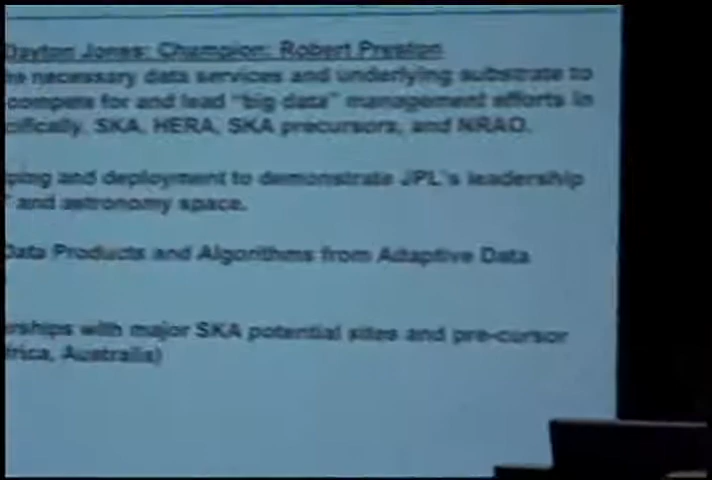 Dayton Jones; Champion: Robert Preston
he necessary data services and underlying substrate to
compete for and lead "big data" management efforts in
cifically, SKA, HERA, SKA precursors, and NRAO.
ping and deployment to demonstrate JPL's leadership
" and astronomy space.
Data Products and Algorithms from Adaptive Data
erships with major SKA potential sites and pre-cursor
frica, Australia)